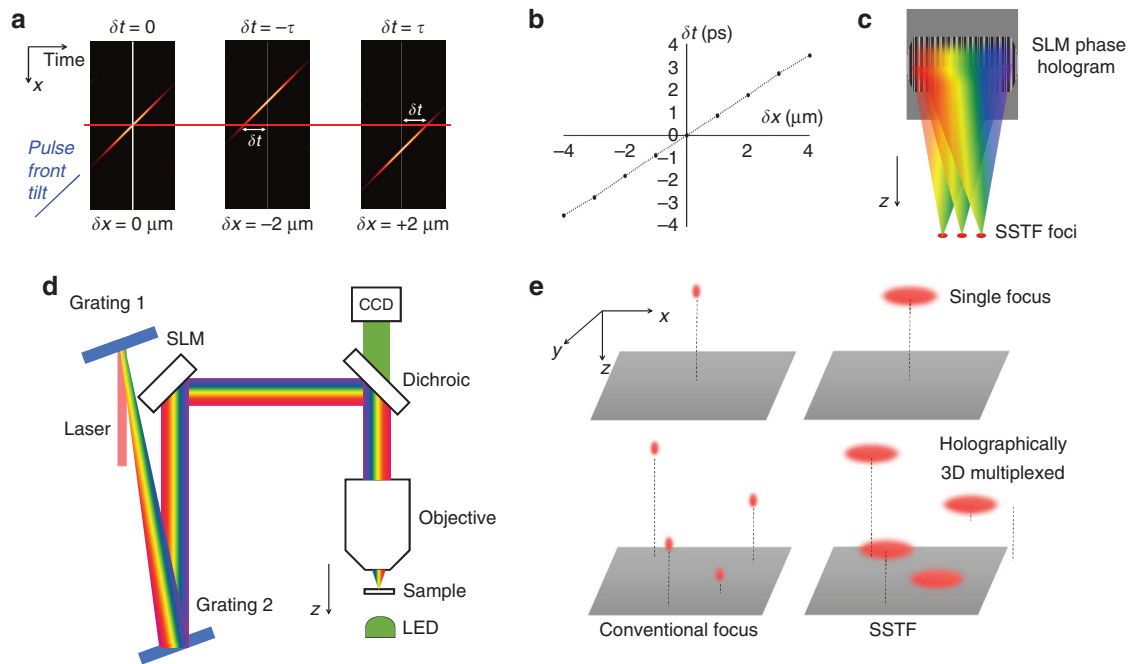 a
δt = 0
δt = −τ
δt = τ
Time
x
δt
δt
Pulse
front
tilt
δx = 0 μm
δx = −2 μm
δx = +2 μm
b
δt (ps)
4
3
2
1
0
−1
−2
−3
−4
δx (μm)
−4
−2
2
4
c
SLM phase
hologram
z
SSTF foci
d
Grating 1
SLM
CCD
Dichroic
Laser
Objective
Sample
Grating 2
z
LED
e
Single focus
x
y
z
Holographically
3D multiplexed
Conventional focus
SSTF